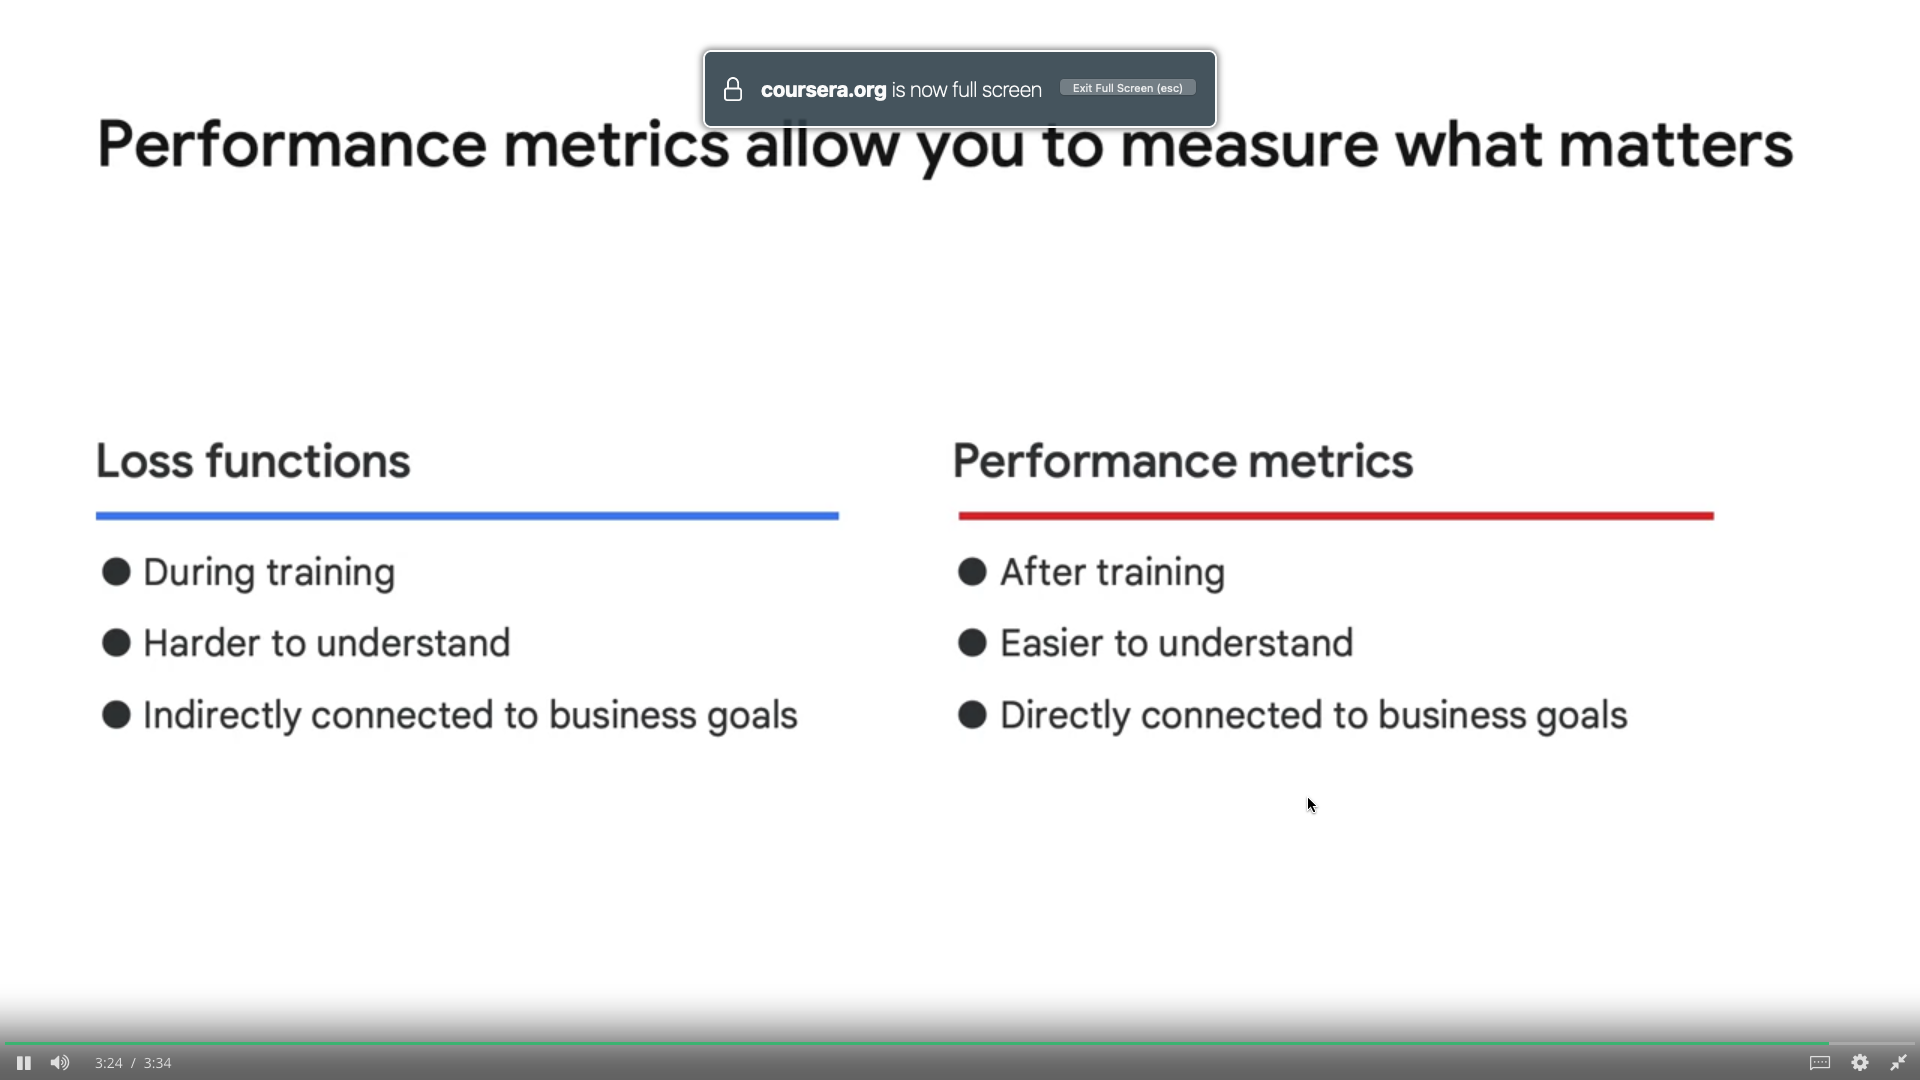 coursera.org is now full screen Exit Full Screen (esc)
Performance metrics allow you to measure what matters
Loss functions
● During training
● Harder to understand
● Indirectly connected to business goals
Performance metrics
● After training
● Easier to understand
● Directly connected to business goals
3:24 / 3:34